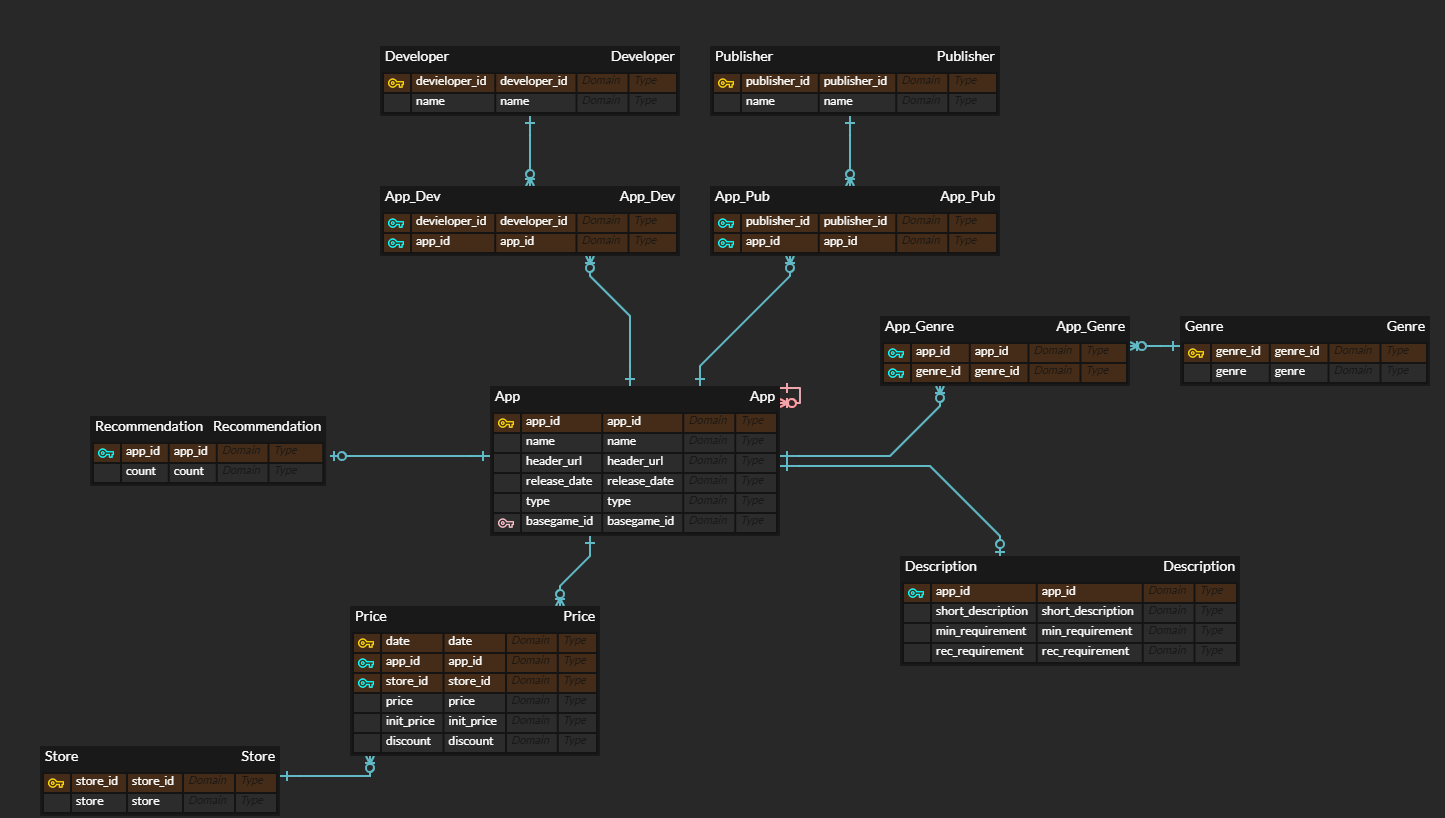 Developer Developer
devieloper_id developer_id Domain Type
name name Domain Type
Publisher Publisher
publisher_id publisher_id Domain Type
name name Domain Type
App_Dev App_Dev
devieloper_id developer_id Domain Type
app_id app_id Domain Type
App_Pub App_Pub
publisher_id publisher_id Domain Type
app_id app_id Domain Type
App_Genre App_Genre
app_id app_id Domain Type
genre_id genre_id Domain Type
Genre Genre
genre_id genre_id Domain Type
genre genre Domain Type
Recommendation Recommendation
app_id app_id Domain Type
count count Domain Type
App App
app_id app_id Domain Type
name name Domain Type
header_url header_url Domain Type
release_date release_date Domain Type
type type Domain Type
basegame_id basegame_id Domain Type
Description Description
app_id app_id Domain Type
short_description short_description Domain Type
min_requirement min_requirement Domain Type
rec_requirement rec_requirement Domain Type
Price Price
date date Domain Type
app_id app_id Domain Type
store_id store_id Domain Type
price price Domain Type
init_price init_price Domain Type
discount discount Domain Type
Store Store
store_id store_id Domain Type
store store Domain Type